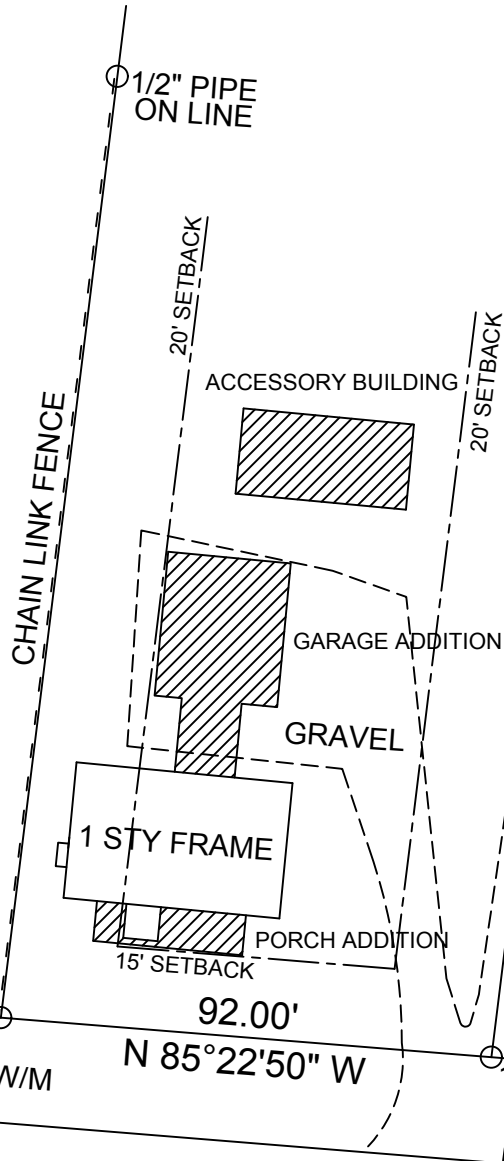 1/2" PIPE
ON LINE
20' SETBACK
20' SETBACK
ACCESSORY BUILDING
CHAIN LINK FENCE
GARAGE ADDITION
GRAVEL
1 STY FRAME
PORCH ADDITION
15' SETBACK
92.00'
N 85°22'50" W
W/M